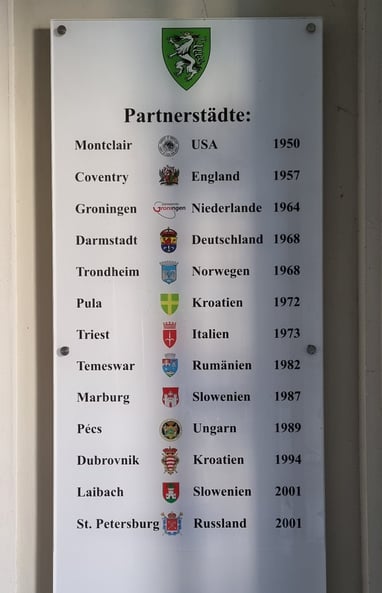 Partnerstädte:
Montclair USA 1950
Coventry England 1957
Groningen Groningen Niederlande 1964
Darmstadt Deutschland 1968
Trondheim Norwegen 1968
Pula Kroatien 1972
Triest Italien 1973
Temeswar Rumänien 1982
Marburg Slowenien 1987
Pécs Ungarn 1989
Dubrovnik Kroatien 1994
Laibach Slowenien 2001
St. Petersburg Russland 2001